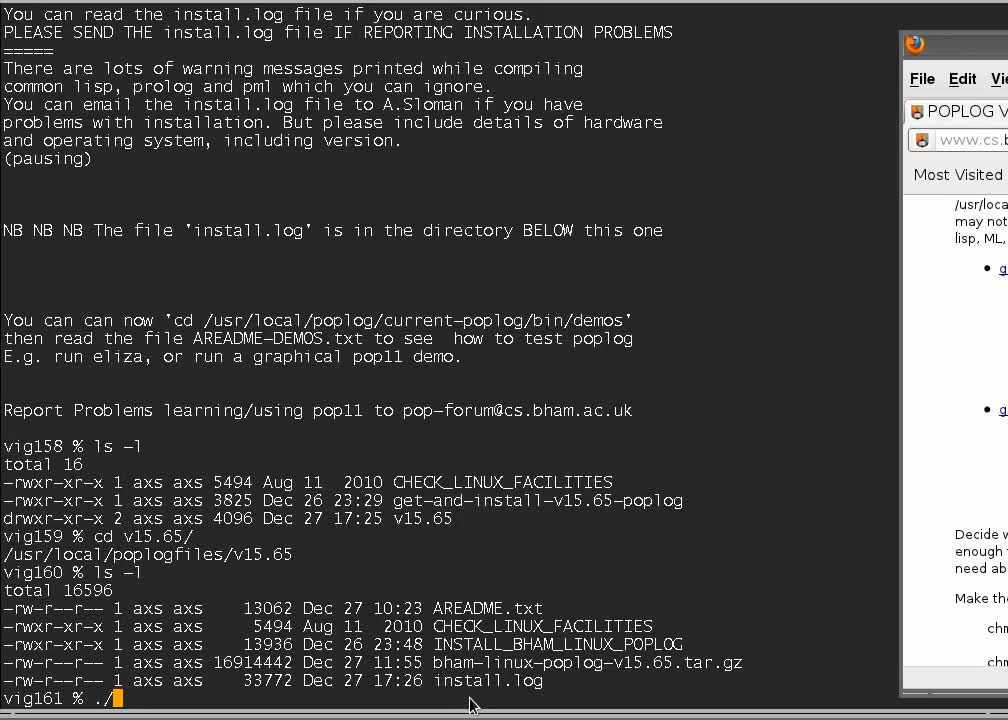 You can read the install.log file if you are curious.
PLEASE SEND THE install.log file IF REPORTING INSTALLATION PROBLEMS
=====
There are lots of warning messages printed while compiling
common lisp, prolog and pml which you can ignore.
You can email the install.log file to A.Sloman if you have
problems with installation. But please include details of hardware
and operating system, including version.
(pausing)
NB NB NB The file 'install.log' is in the directory BELOW this one
You can can now 'cd /usr/local/poplog/current-poplog/bin/demos'
then read the file AREADME-DEMOS.txt to see  how to test poplog
E.g. run eliza, or run a graphical pop11 demo.
Report Problems learning/using pop11 to pop-forum@cs.bham.ac.uk
vig158 % ls -l
total 16
-rwxr-xr-x 1 axs axs 5494 Aug 11  2010 CHECK_LINUX_FACILITIES
-rwxr-xr-x 1 axs axs 3825 Dec 26 23:29 get-and-install-v15.65-poplog
drwxr-xr-x 2 axs axs 4096 Dec 27 17:25 v15.65
vig159 % cd v15.65/
/usr/local/poplogfiles/v15.65
vig160 % ls -l
total 16596
-rw-r--r-- 1 axs axs    13062 Dec 27 10:23 AREADME.txt
-rwxr-xr-x 1 axs axs     5494 Aug 11  2010 CHECK_LINUX_FACILITIES
-rwxr-xr-x 1 axs axs    13936 Dec 26 23:48 INSTALL_BHAM_LINUX_POPLOG
-rw-r--r-- 1 axs axs 16914442 Dec 27 11:55 bham-linux-poplog-v15.65.tar.gz
-rw-r--r-- 1 axs axs    33772 Dec 27 17:26 install.log
vig161 % ./
File Edit Vi
POPLOG V
www.cs.b
Most Visited
/usr/loca
may not
lisp, ML,
g
g
Decide w
enough
need ab
Make the
chm
chm